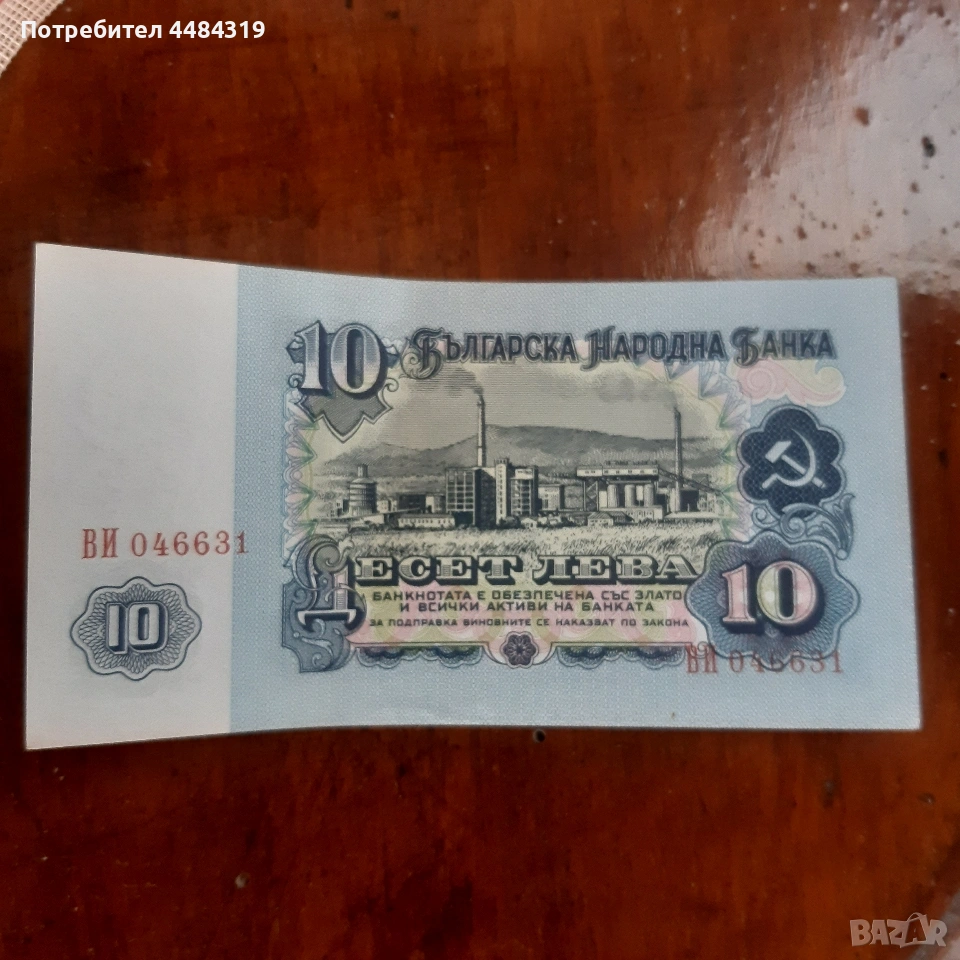 Потребител 4484319
10
БЪЛГАРСКА НАРОДНА БАНКА
ВИ 046631
ДЕСЕТ ЛЕВА
БАНКНОТАТА Е ОБЕЗПЕЧЕНА СЪС ЗЛАТО
И ВСИЧКИ АКТИВИ НА БАНКАТА
ЗА ПОДПРАВКА ВИНОВНИТЕ СЕ НАКАЗВАТ ПО ЗАКОНА
10
10
ВИ 046631
BAZAR